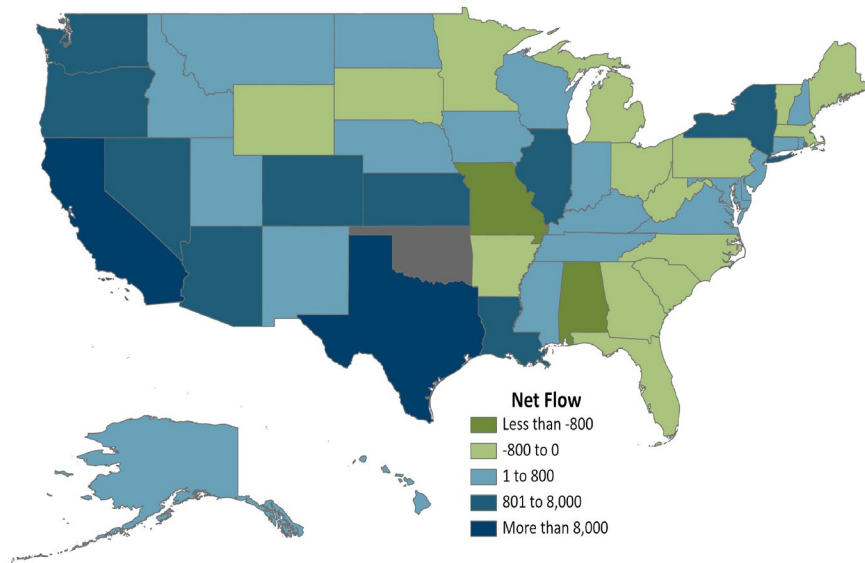 Net Flow
Less than -800
-800 to 0
1 to 800
801 to 8,000
More than 8,000